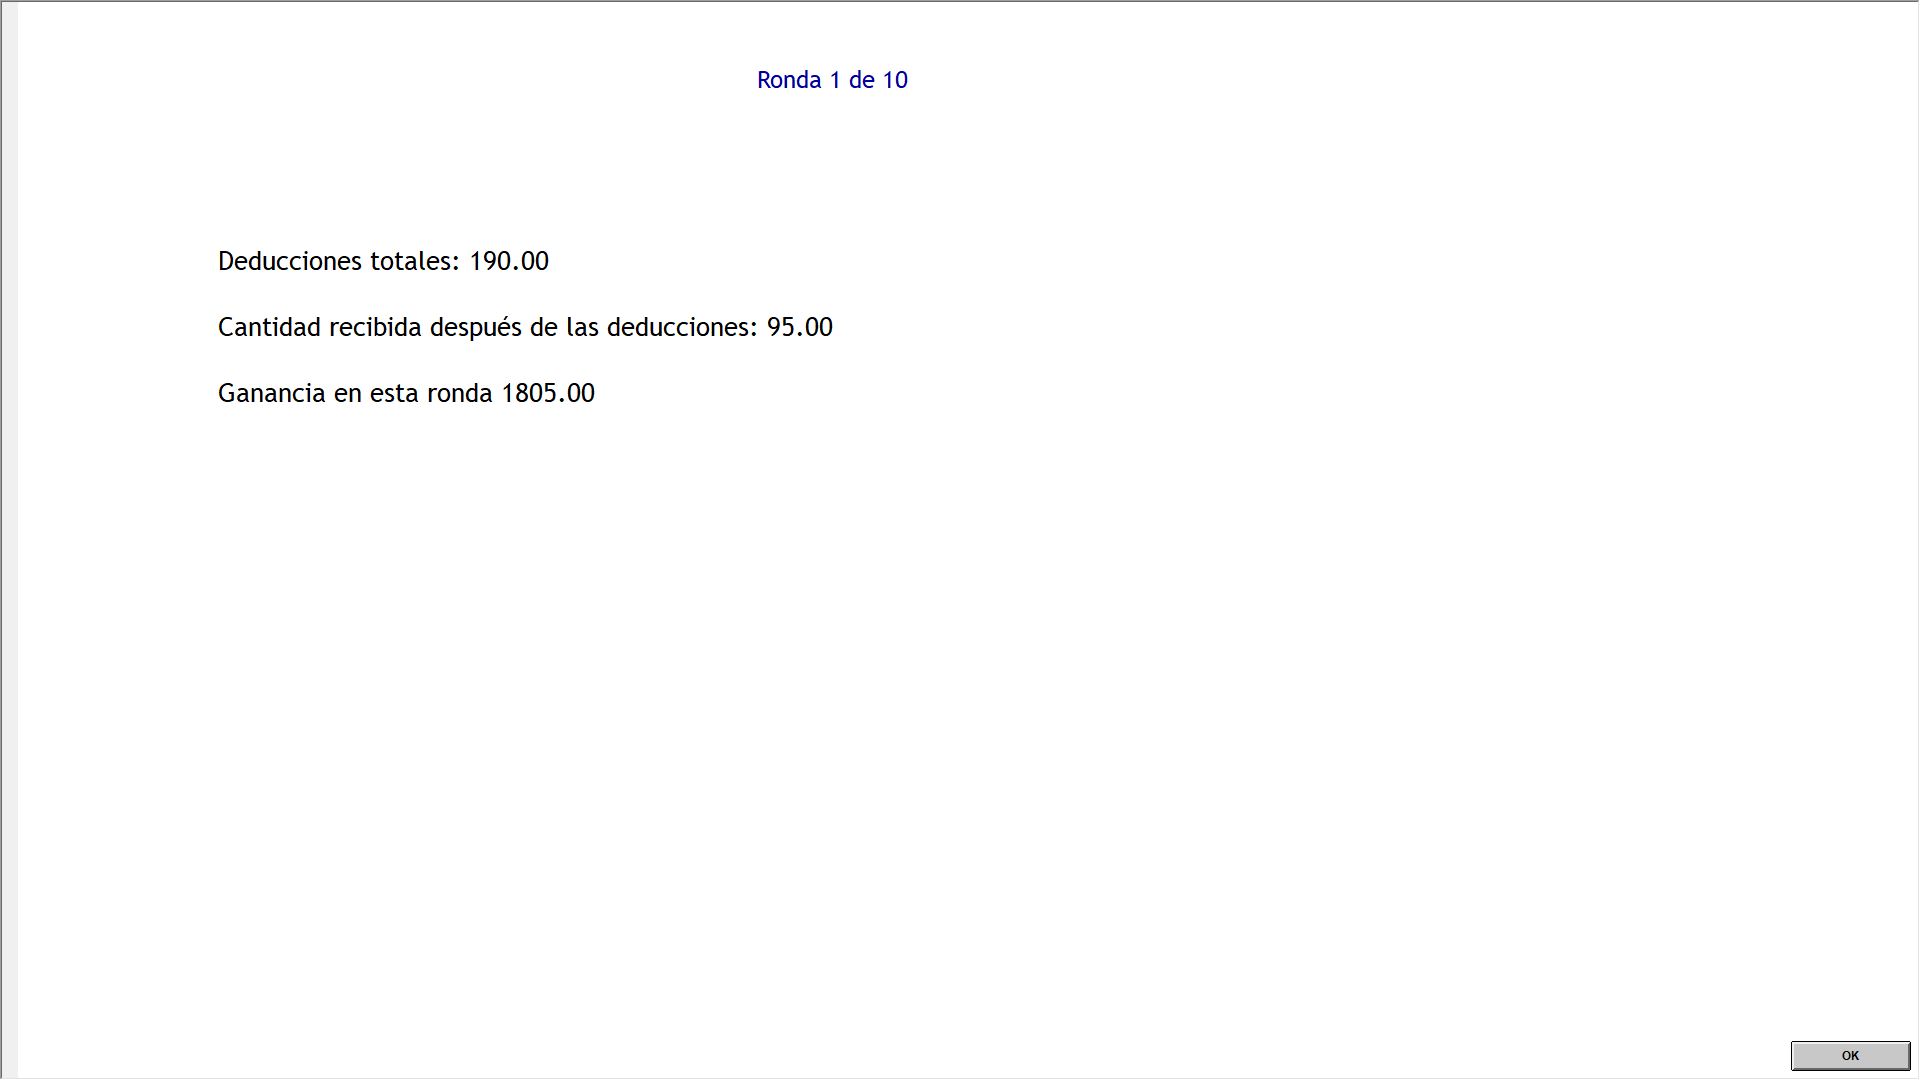 Ronda 1 de 10
Deducciones totales: 190.00
Cantidad recibida después de las deducciones: 95.00
Ganancia en esta ronda 1805.00
OK